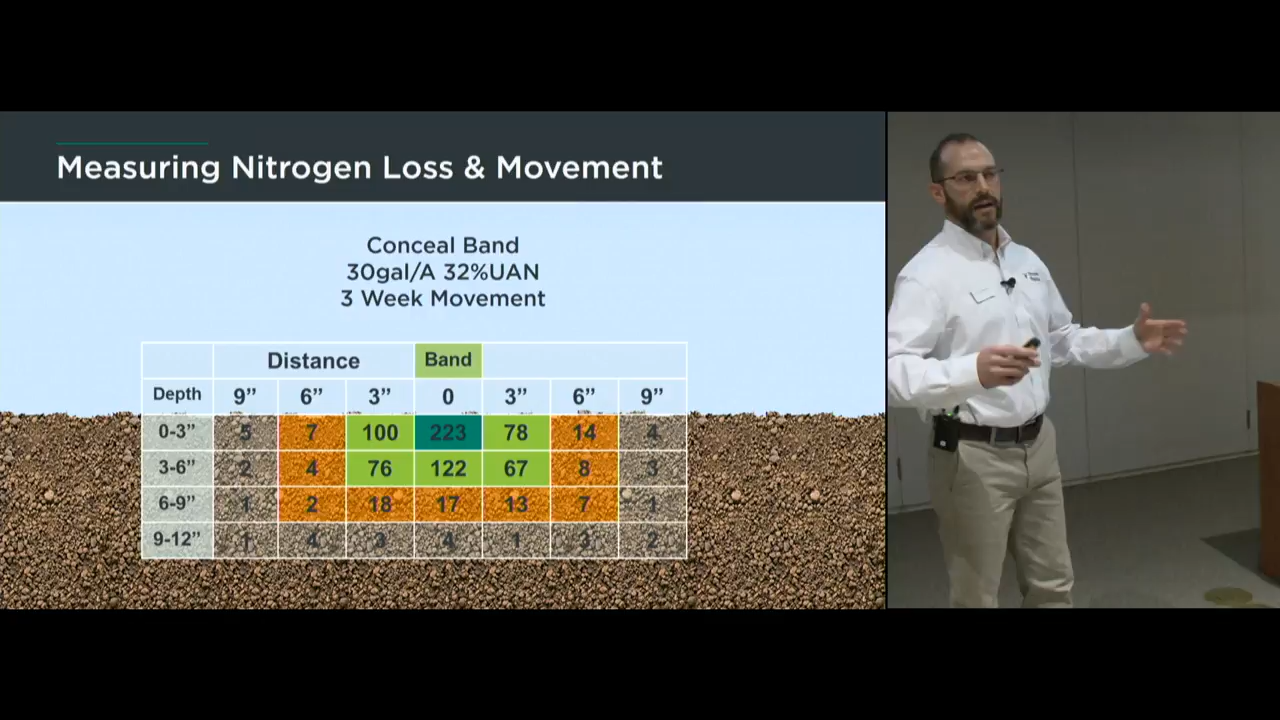 Measuring Nitrogen Loss & Movement
Conceal Band
30gal/A 32%UAN
3 Week Movement
Distance Band
Depth 9” 6” 3” 0 3” 6” 9”
0-3” 5 7 100 223 78 14 4
3-6” 2 4 76 122 67 8 3
6-9” 1 2 18 17 13 7 1
9-12” 1 4 3 4 1 3 2